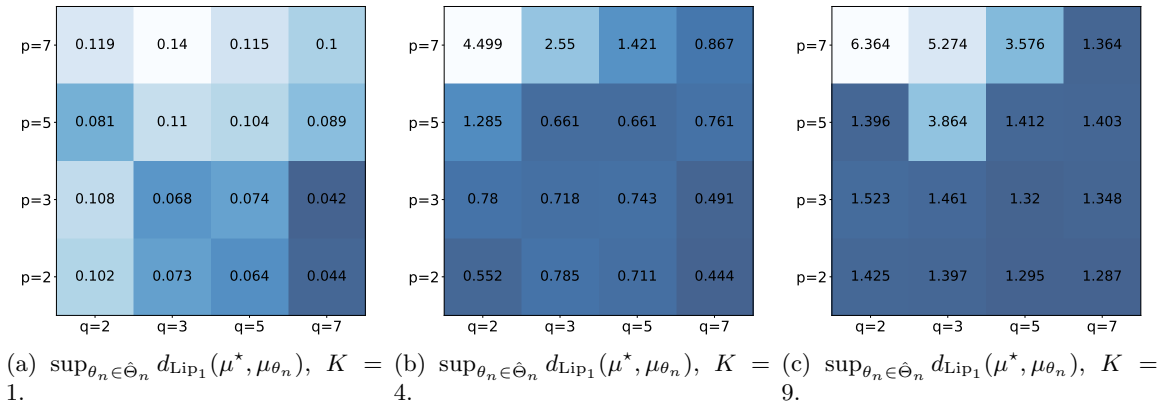 p=7 0.119 0.14 0.115 0.1
p=5 0.081 0.11 0.104 0.089
p=3 0.108 0.068 0.074 0.042
p=2 0.102 0.073 0.064 0.044
q=2 q=3 q=5 q=7
(a) sup_{θ_n∈Θ̂_n} d_{Lip_1}(μ^⋆, μ_{θ_n}), K =
1.
p=7 4.499 2.55 1.421 0.867
p=5 1.285 0.661 0.661 0.761
p=3 0.78 0.718 0.743 0.491
p=2 0.552 0.785 0.711 0.444
q=2 q=3 q=5 q=7
(b) sup_{θ_n∈Θ̂_n} d_{Lip_1}(μ^⋆, μ_{θ_n}), K =
4.
p=7 6.364 5.274 3.576 1.364
p=5 1.396 3.864 1.412 1.403
p=3 1.523 1.461 1.32 1.348
p=2 1.425 1.397 1.295 1.287
q=2 q=3 q=5 q=7
(c) sup_{θ_n∈Θ̂_n} d_{Lip_1}(μ^⋆, μ_{θ_n}), K =
9.